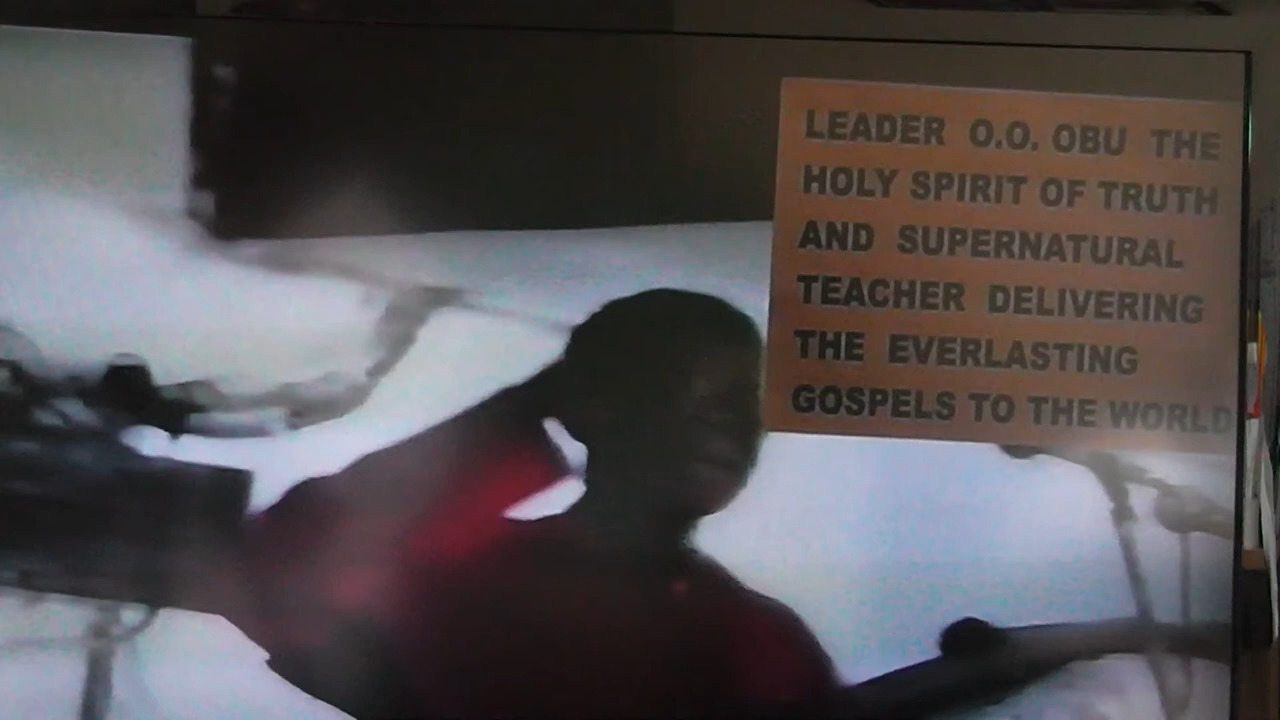 LEADER O.O. OBU THE
HOLY SPIRIT OF TRUTH
AND SUPERNATURAL
TEACHER DELIVERING
THE EVERLASTING
GOSPELS TO THE WORLD